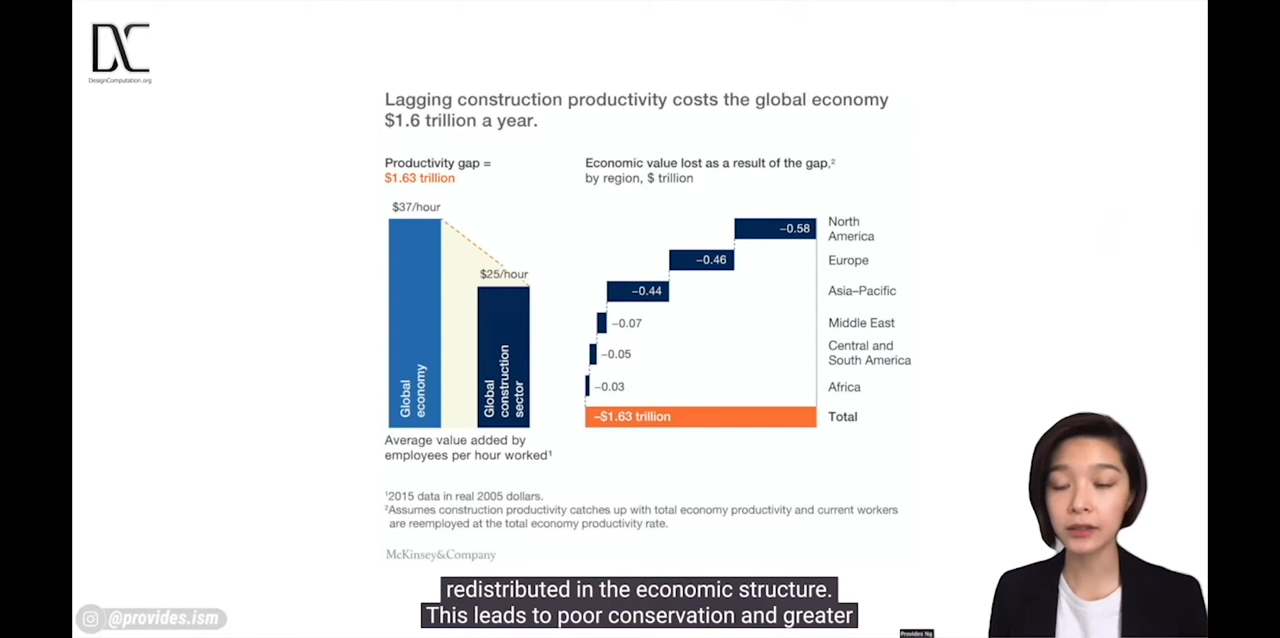 DC
DesignComputation.org
Lagging construction productivity costs the global economy
$1.6 trillion a year.
Productivity gap =
$1.63 trillion
Economic value lost as a result of the gap,²
by region, $ trillion
$37/hour
$25/hour
Global
economy
Global
construction
sector
Average value added by
employees per hour worked¹
−0.58
North
America
−0.46
Europe
−0.44
Asia–Pacific
−0.07
Middle East
−0.05
Central and
South America
−0.03
Africa
−$1.63 trillion
Total
¹2015 data in real 2005 dollars.
²Assumes construction productivity catches up with total economy productivity and current workers
are reemployed at the total economy productivity rate.
McKinsey&Company
redistributed in the economic structure.
This leads to poor conservation and greater
@provides.ism
Provides Ng